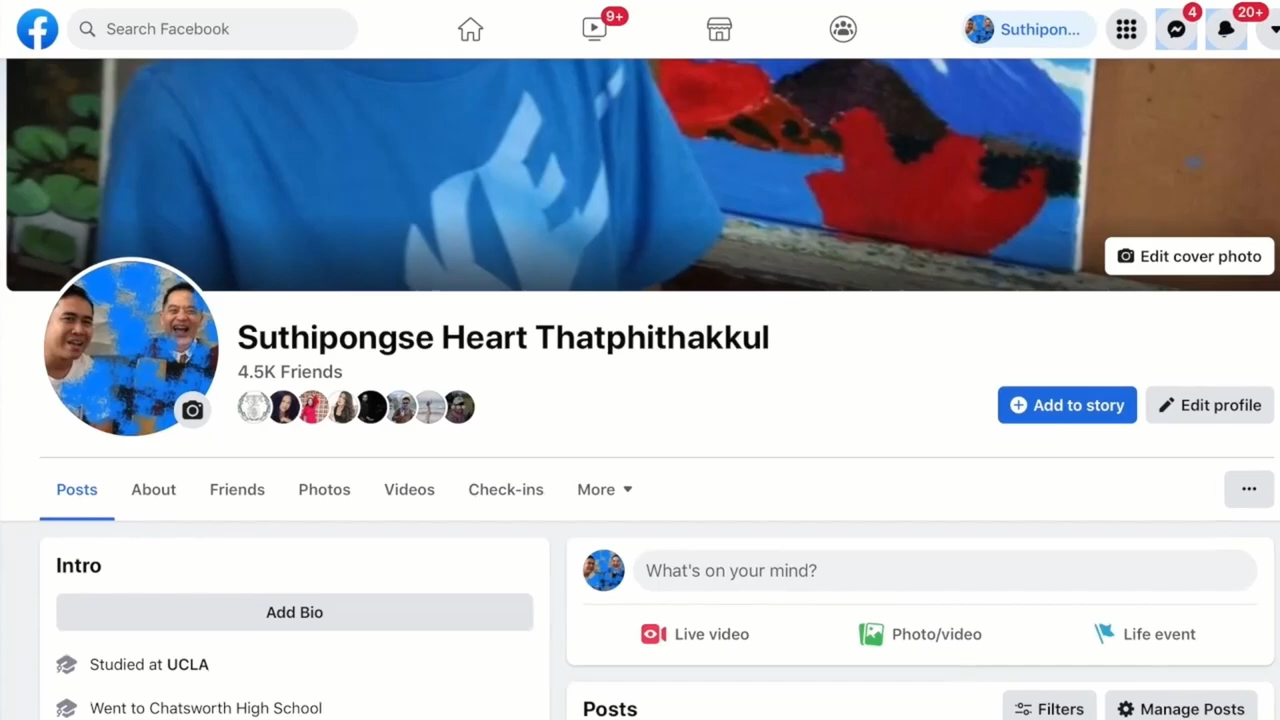 Search Facebook
9+
Suthipon...
4
20+
Edit cover photo
Suthipongse Heart Thatphithakkul
4.5K Friends
Add to story
Edit profile
Posts
About
Friends
Photos
Videos
Check-ins
More
Intro
Add Bio
Studied at UCLA
Went to Chatsworth High School
What's on your mind?
Live video
Photo/video
Life event
Posts
Filters
Manage Posts